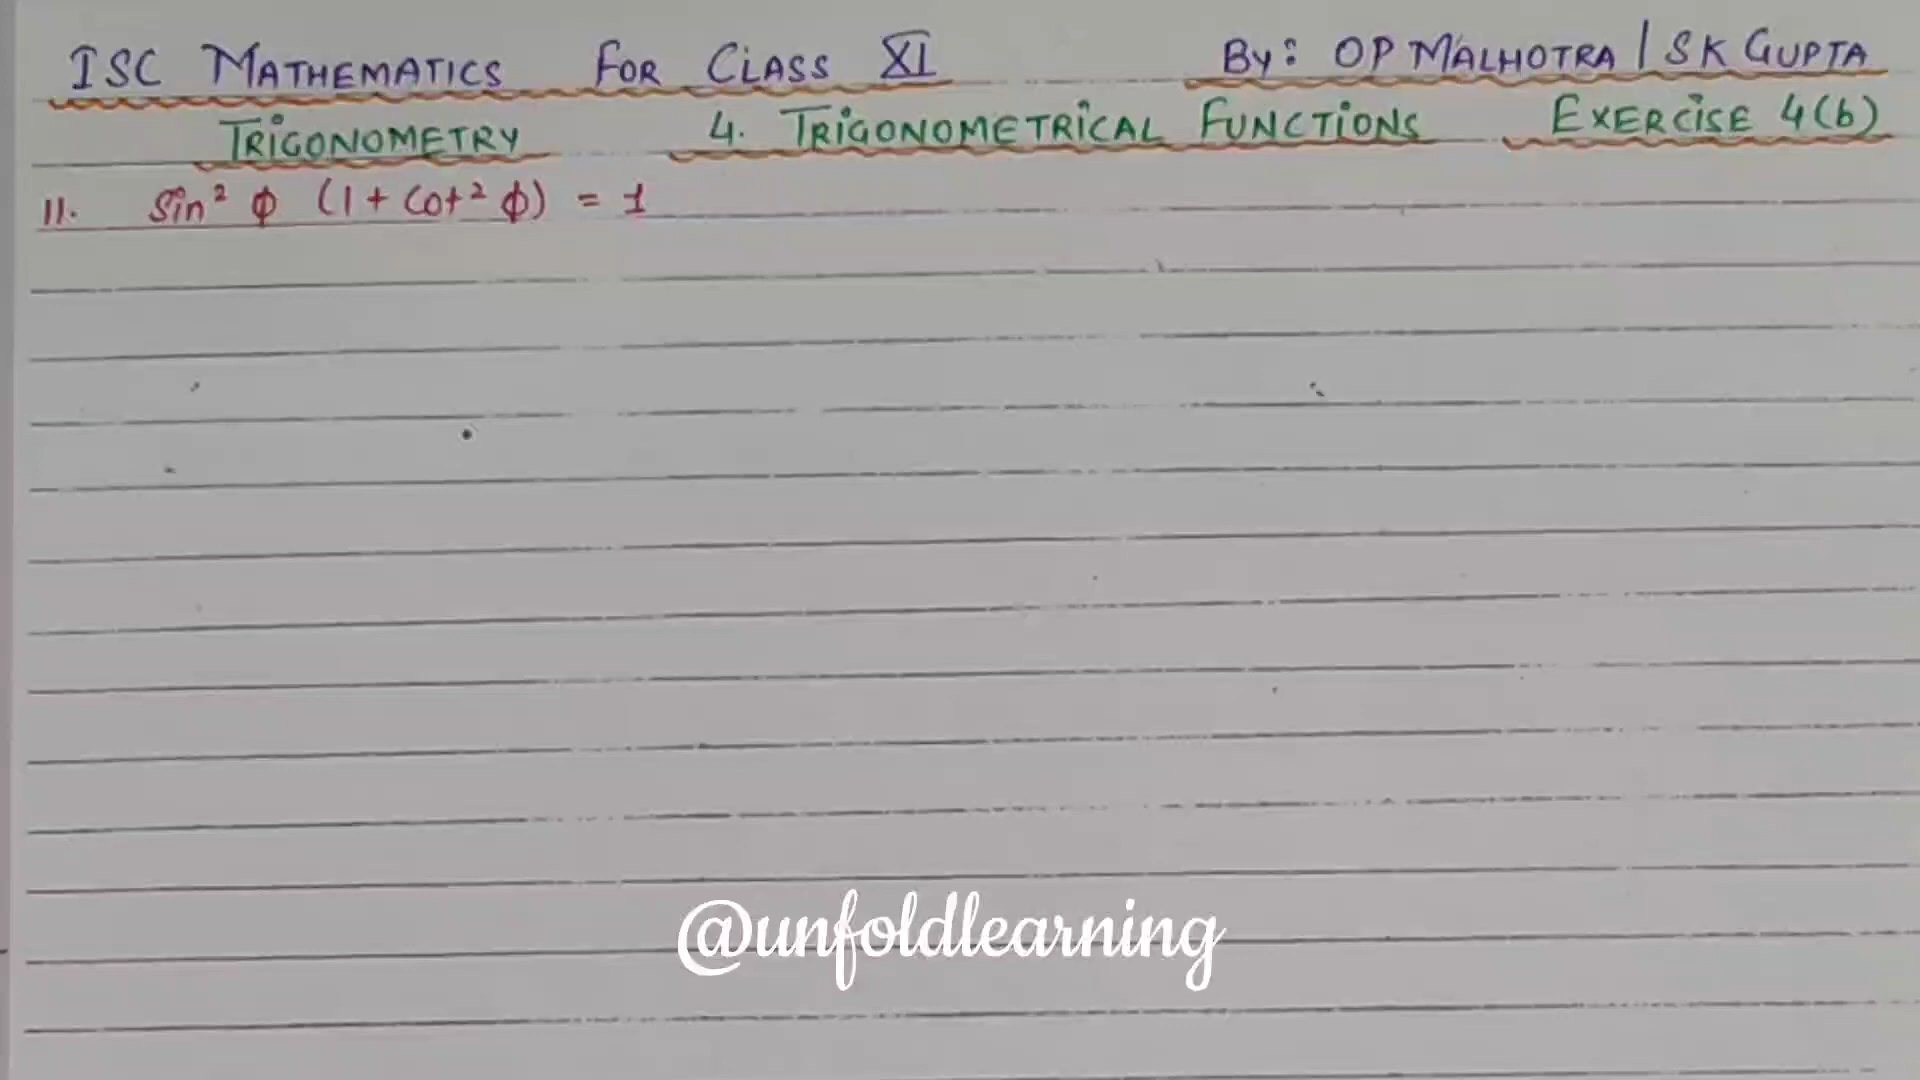 ISC MATHEMATICS FOR CLASS XI By: OP MALHOTRA | SK GUPTA
TRIGONOMETRY 4. TRIGONOMETRICAL FUNCTIONS EXERCISE 4(b)
11. Sin² φ (1 + Cot² φ) = 1
@unfoldlearning